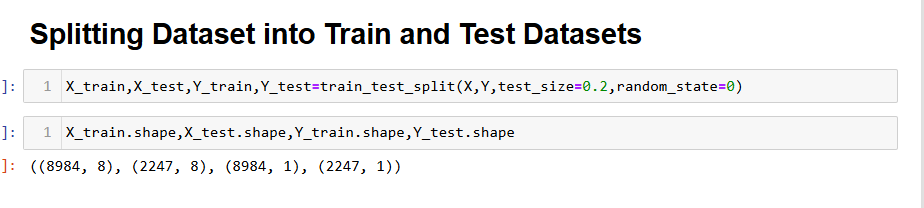 Splitting Dataset into Train and Test Datasets
]: 1 X_train,X_test,Y_train,Y_test=train_test_split(X,Y,test_size=0.2,random_state=0)
]: 1 X_train.shape,X_test.shape,Y_train.shape,Y_test.shape
]: ((8984, 8), (2247, 8), (8984, 1), (2247, 1))